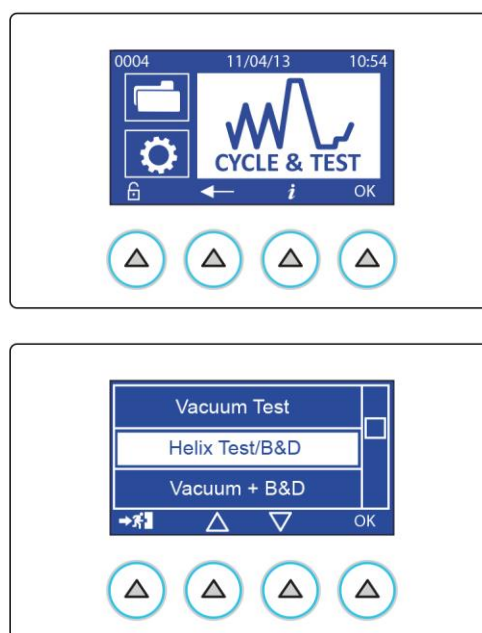 0004 11/04/13 10:54
CYCLE & TEST
i OK
Vacuum Test
Helix Test/B&D
Vacuum + B&D
OK